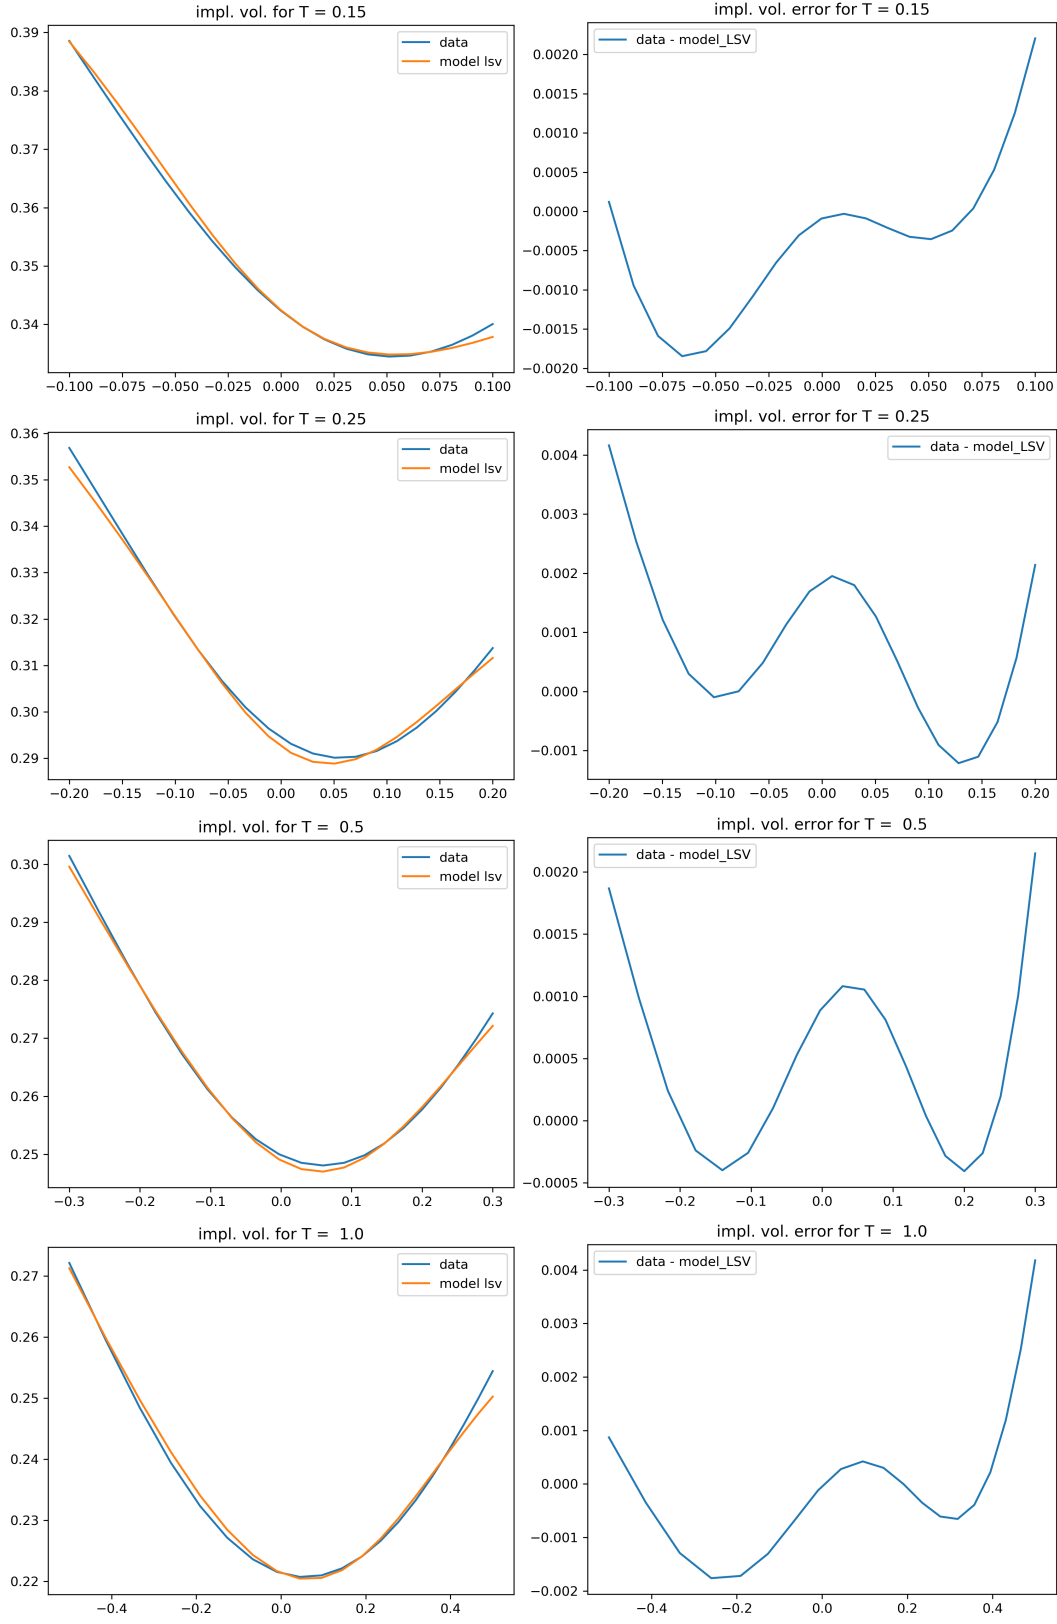 impl. vol. for T = 0.15
0.39
0.38
0.37
0.36
0.35
0.34
data
model lsv
−0.100 −0.075 −0.050 −0.025 0.000 0.025 0.050 0.075 0.100
impl. vol. error for T = 0.15
0.0020
0.0015
0.0010
0.0005
0.0000
−0.0005
−0.0010
−0.0015
−0.0020
data - model_LSV
−0.100 −0.075 −0.050 −0.025 0.000 0.025 0.050 0.075 0.100
impl. vol. for T = 0.25
0.36
0.35
0.34
0.33
0.32
0.31
0.30
0.29
data
model lsv
−0.20 −0.15 −0.10 −0.05 0.00 0.05 0.10 0.15 0.20
impl. vol. error for T = 0.25
0.004
0.003
0.002
0.001
0.000
−0.001
data - model_LSV
−0.20 −0.15 −0.10 −0.05 0.00 0.05 0.10 0.15 0.20
impl. vol. for T = 0.5
0.30
0.29
0.28
0.27
0.26
0.25
data
model lsv
−0.3 −0.2 −0.1 0.0 0.1 0.2 0.3
impl. vol. error for T = 0.5
0.0020
0.0015
0.0010
0.0005
0.0000
−0.0005
data - model_LSV
−0.3 −0.2 −0.1 0.0 0.1 0.2 0.3
impl. vol. for T = 1.0
0.27
0.26
0.25
0.24
0.23
0.22
data
model lsv
−0.4 −0.2 0.0 0.2 0.4
impl. vol. error for T = 1.0
0.004
0.003
0.002
0.001
0.000
−0.001
−0.002
data - model_LSV
−0.4 −0.2 0.0 0.2 0.4